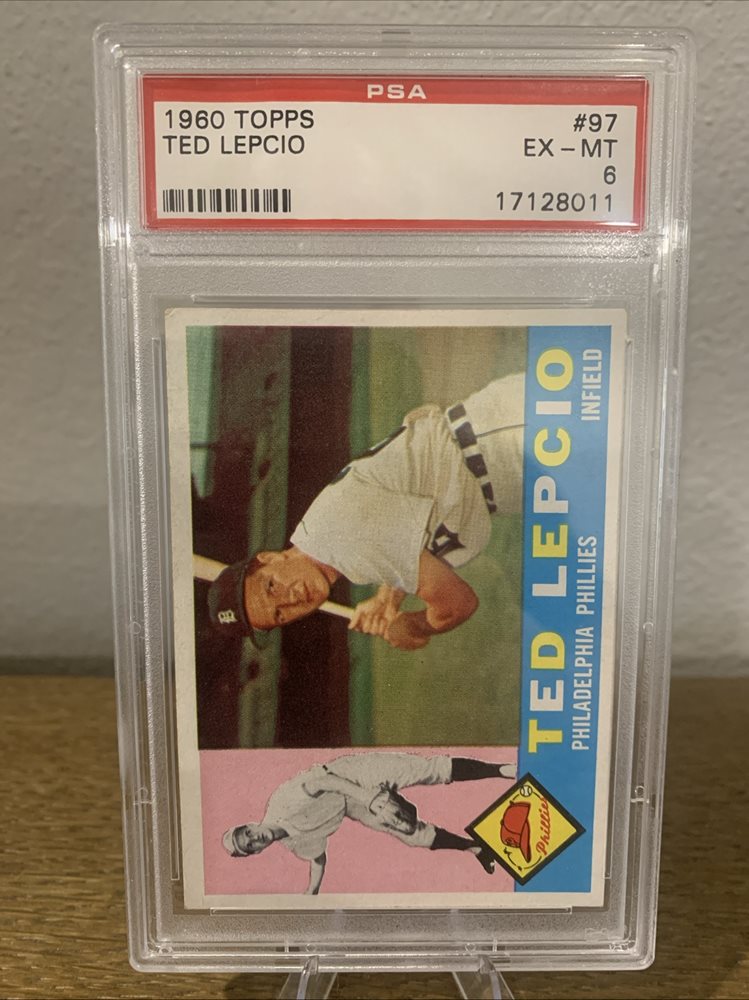 PSA
1960 TOPPS
#97
TED LEPCIO
EX-MT
6
17128011
TED LEPCIO
PHILADELPHIA PHILLIES
INFIELD
Phillies